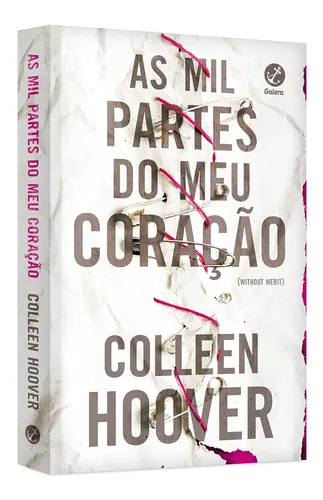 AS MIL
PARTES
DO MEU
CORAÇÃO
(WITHOUT MERIT)
COLLEEN
HOOVER
Galera
AS MIL PARTES DO MEU CORAÇÃO
COLLEEN HOOVER